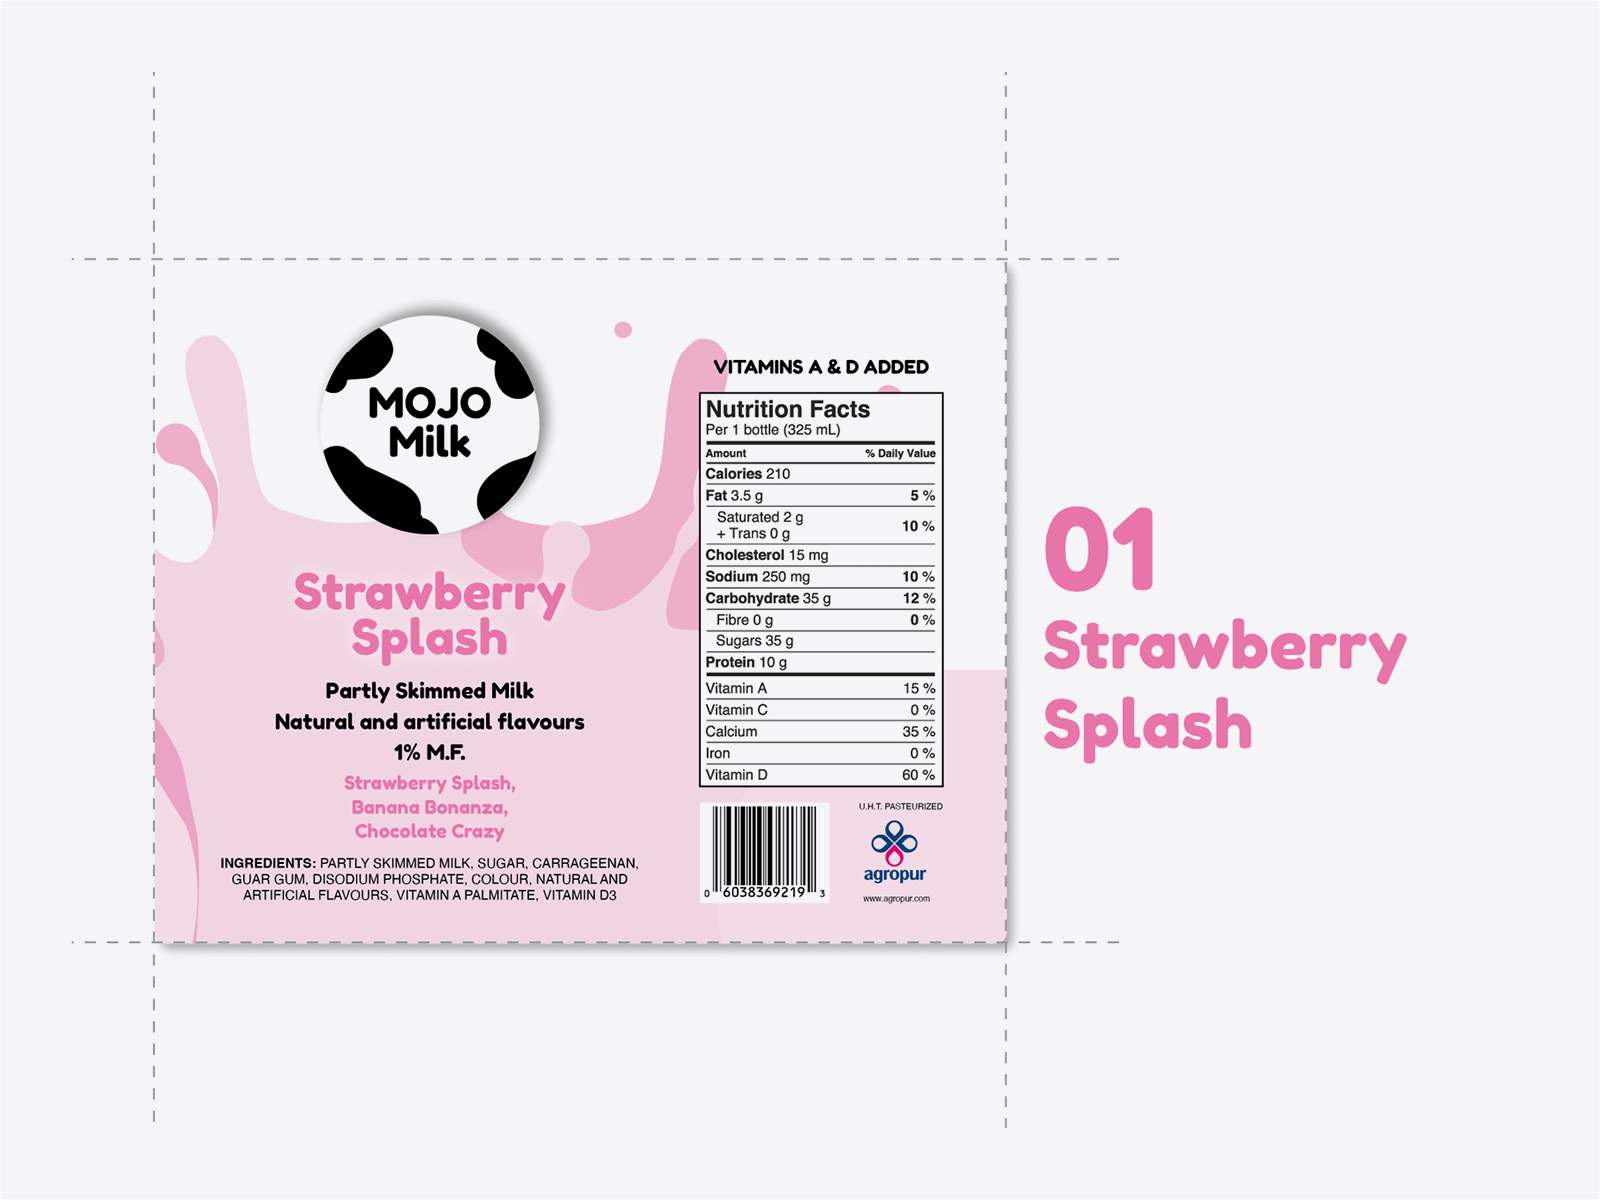 MOJO
Milk
Strawberry
Splash
Partly Skimmed Milk
Natural and artificial flavours
1% M.F.
Strawberry Splash,
Banana Bonanza,
Chocolate Crazy
INGREDIENTS: PARTLY SKIMMED MILK, SUGAR, CARRAGEENAN,
GUAR GUM, DISODIUM PHOSPHATE, COLOUR, NATURAL AND
ARTIFICIAL FLAVOURS, VITAMIN A PALMITATE, VITAMIN D3
VITAMINS A & D ADDED
Nutrition Facts
Per 1 bottle (325 mL)
Amount % Daily Value
Calories 210
Fat 3.5 g 5 %
Saturated 2 g
+ Trans 0 g 10 %
Cholesterol 15 mg
Sodium 250 mg 10 %
Carbohydrate 35 g 12 %
Fibre 0 g 0 %
Sugars 35 g
Protein 10 g
Vitamin A 15 %
Vitamin C 0 %
Calcium 35 %
Iron 0 %
Vitamin D 60 %
0 6038369219 3
U.H.T. PASTEURIZED
agropur
www.agropur.com
01
Strawberry
Splash